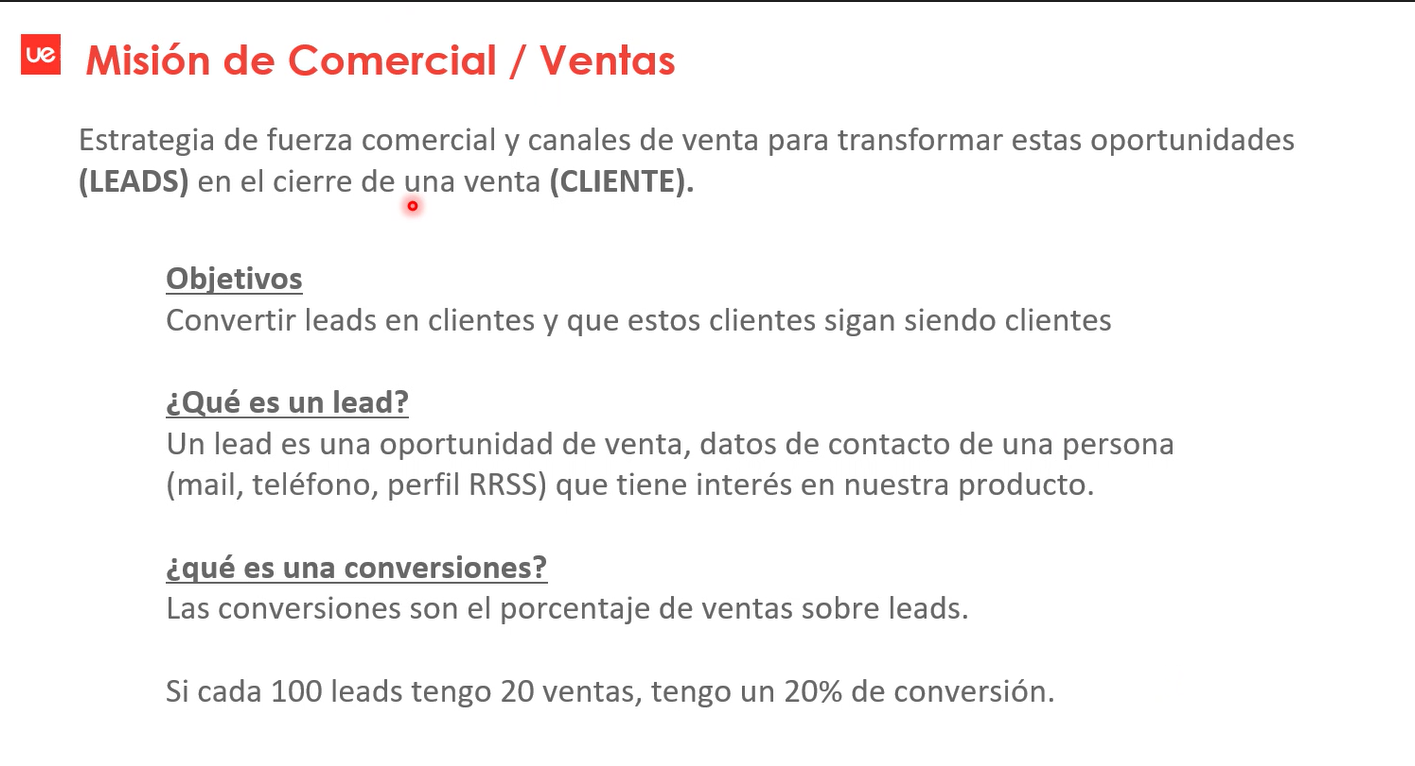 ue
Misión de Comercial / Ventas
Estrategia de fuerza comercial y canales de venta para transformar estas oportunidades
(LEADS) en el cierre de una venta (CLIENTE).
Objetivos
Convertir leads en clientes y que estos clientes sigan siendo clientes
¿Qué es un lead?
Un lead es una oportunidad de venta, datos de contacto de una persona
(mail, teléfono, perfil RRSS) que tiene interés en nuestra producto.
¿qué es una conversiones?
Las conversiones son el porcentaje de ventas sobre leads.
Si cada 100 leads tengo 20 ventas, tengo un 20% de conversión.